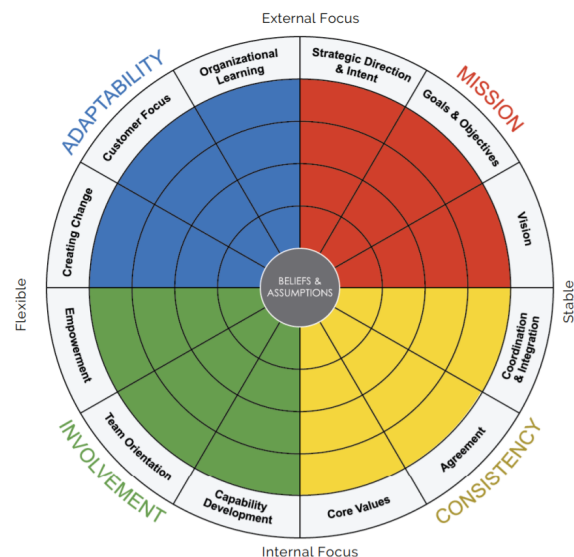 External Focus
ADAPTABILITY
MISSION
Organizational
Learning
Strategic Direction
& Intent
Customer Focus
Goals & Objectives
Creating Change
Vision
BELIEFS &
ASSUMPTIONS
Flexible
Stable
Empowerment
Coordination
& Integration
Team Orientation
Agreement
Capability
Development
Core Values
INVOLVEMENT
CONSISTENCY
Internal Focus